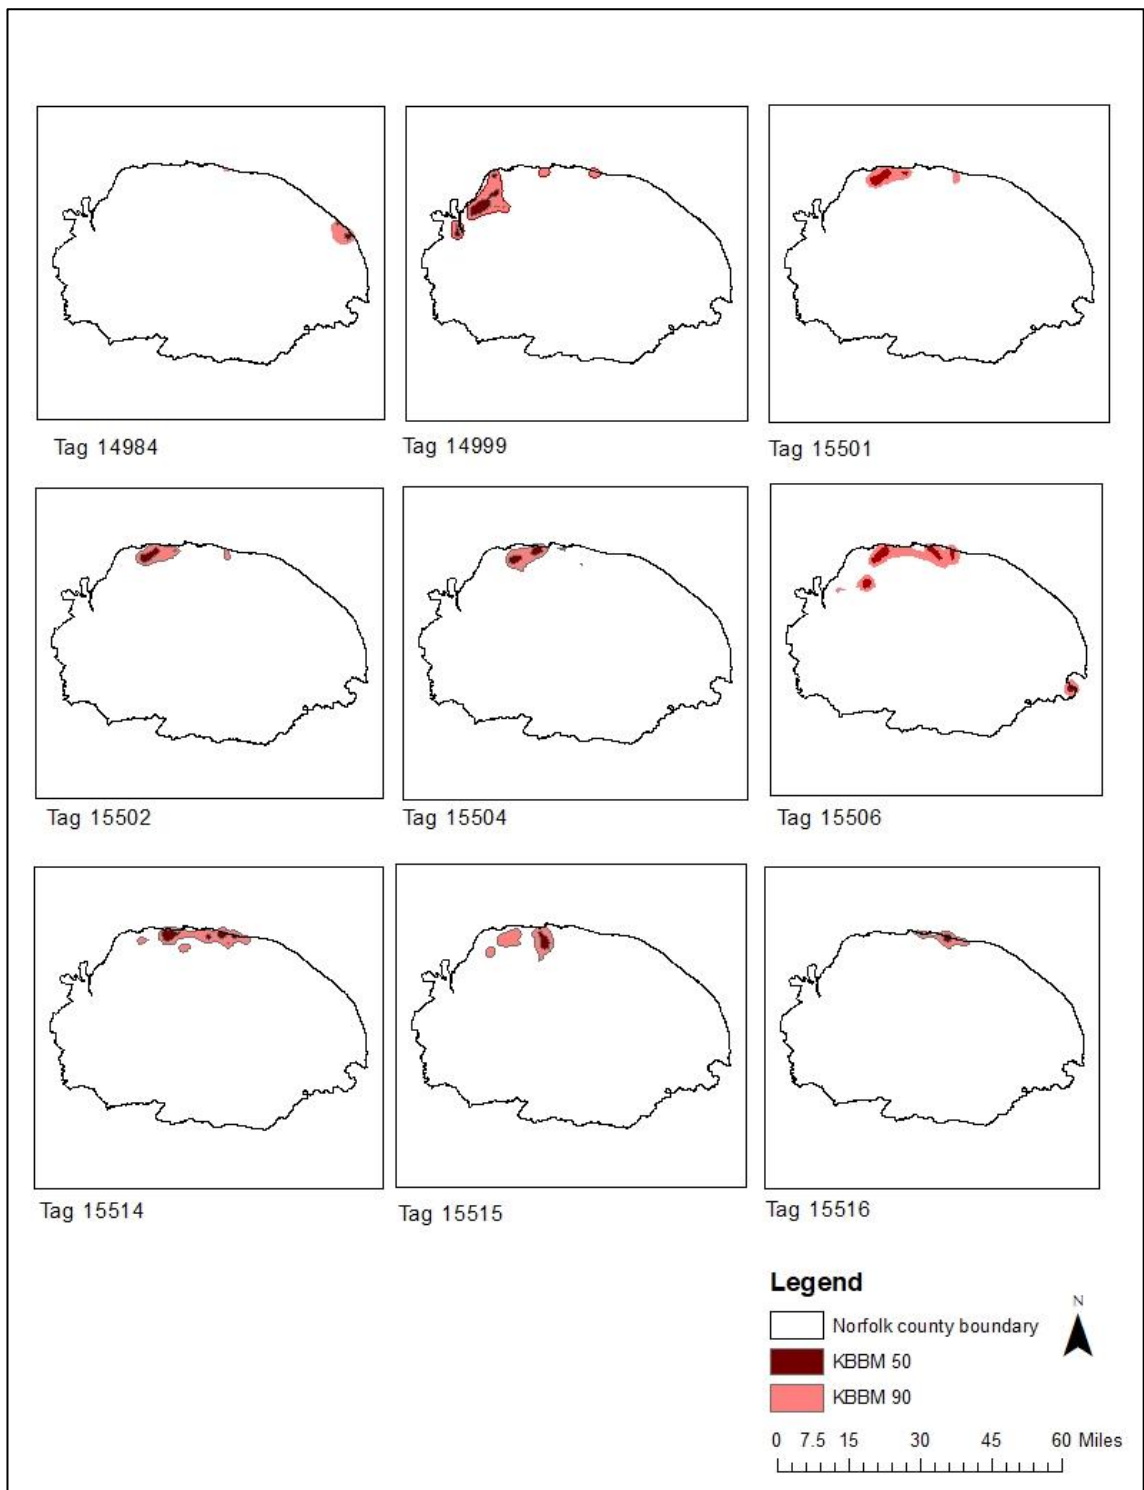 Tag 14984
Tag 14999
Tag 15501
Tag 15502
Tag 15504
Tag 15506
Tag 15514
Tag 15515
Tag 15516
Legend
N
Norfolk county boundary
KBBM 50
KBBM 90
0 7.5 15 30 45 60 Miles